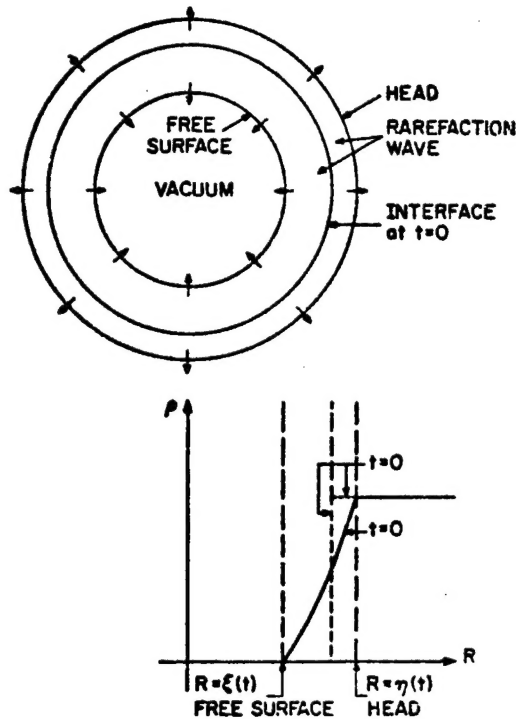 HEAD
FREE
SURFACE
RAREFACTION
WAVE
VACUUM
INTERFACE
at t=0
ρ
t=0
t=0
R
R=ξ(t)
R=η(t)
FREE SURFACE
HEAD